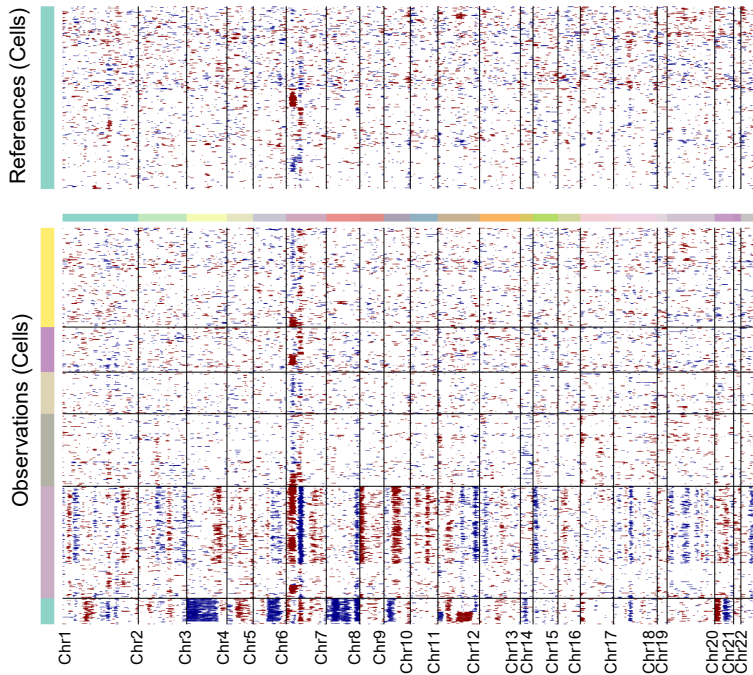 References (Cells)
Observations (Cells)
Chr1
Chr2
Chr3
Chr4
Chr5
Chr6
Chr7
Chr8
Chr9
Chr10
Chr11
Chr12
Chr13
Chr14
Chr15
Chr16
Chr17
Chr18
Chr19
Chr20
Chr21
Chr22